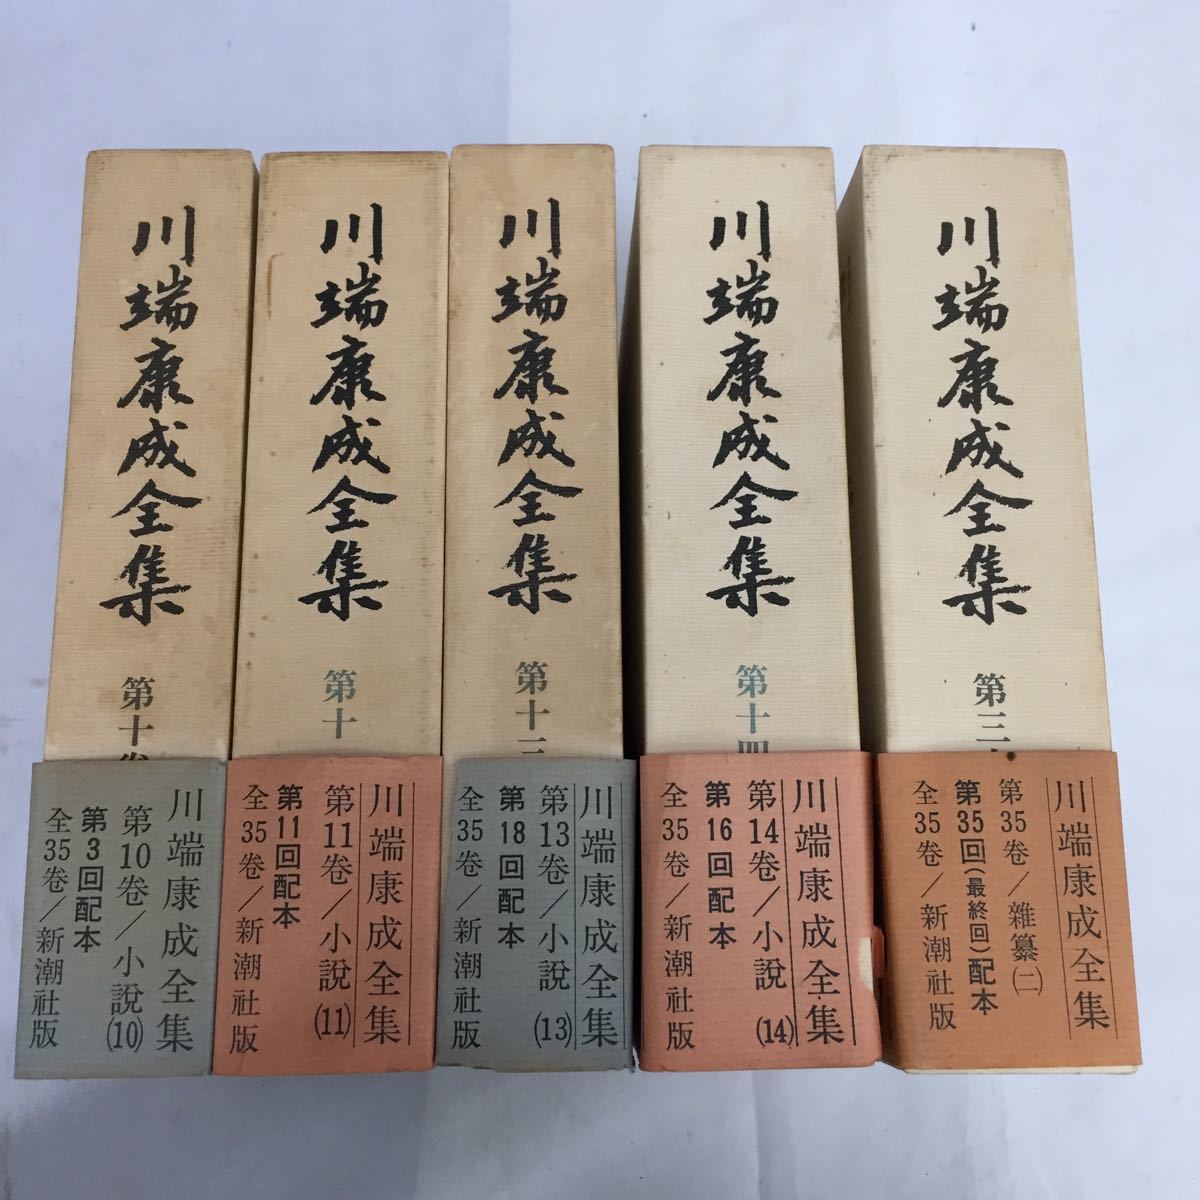 川端康成全集
第十巻
川端康成全集
第10巻/小説(10)
第3回配本
全35巻/新潮社版
川端康成全集
第十
川端康成全集
第11巻/小説(11)
第11回配本
全35巻/新潮社版
川端康成全集
第十三
川端康成全集
第13巻/小説(13)
第18回配本
全35巻/新潮社版
川端康成全集
第十四
川端康成全集
第14巻/小説(14)
第16回配本
全35巻/新潮社版
川端康成全集
第三十
川端康成全集
第35巻/雜纂(二)
第35回(最終回)配本
全35巻/新潮社版